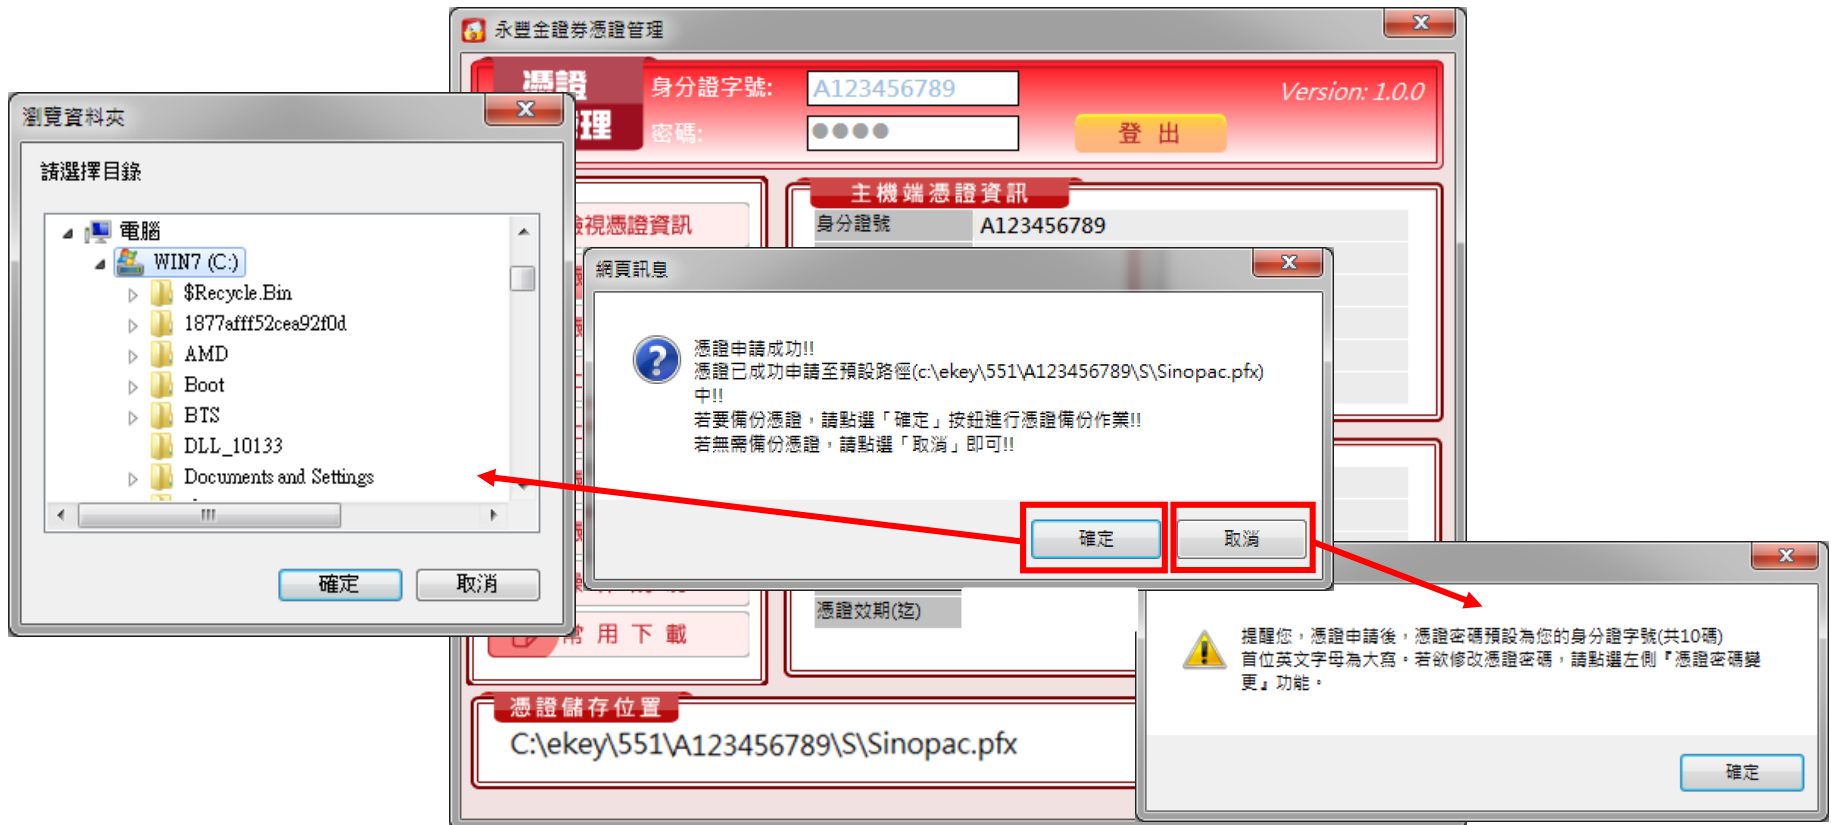 永豐金證券憑證管理
憑證
理
身分證字號:
A123456789
密碼:
Version: 1.0.0
登 出
瀏覽資料夾
請選擇目錄
電腦
WIN7 (C:)
$Recycle.Bin
1877afff52cea92f0d
AMD
Boot
BTS
DLL_10133
Documents and Settings
確定
取消
視憑證資訊
常 用 下 載
主機端憑證資訊
身分證號
A123456789
網頁訊息
憑證申請成功!!
憑證已成功申請至預設路徑(c:\ekey\551\A123456789\S\Sinopac.pfx)
中!!
若要備份憑證，請點選「確定」按鈕進行憑證備份作業!!
若無需備份憑證，請點選「取消」即可!!
確定
取消
憑證效期(迄)
憑證儲存位置
C:\ekey\551\A123456789\S\Sinopac.pfx
提醒您，憑證申請後，憑證密碼預設為您的身分證字號(共10碼)
首位英文字母為大寫。若欲修改憑證密碼，請點選左側『憑證密碼變
更』功能。
確定